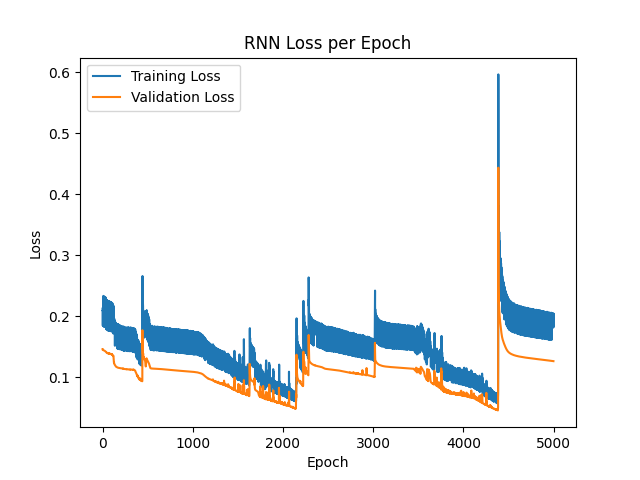 RNN Loss per Epoch
Training Loss
Validation Loss
0.6
0.5
0.4
0.3
0.2
0.1
Loss
0 1000 2000 3000 4000 5000
Epoch